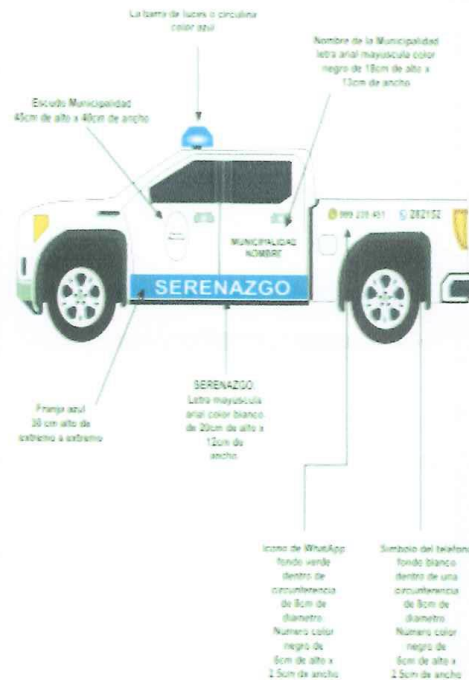 La barra de luces o circulina
color azul
Nombre de la Municipalidad
letra arial mayuscula color
negro de 18cm de alto x
13cm de ancho
Escudo Municipalidad
45cm de alto x 40cm de ancho
MUNICIPALIDAD
NOMBRE
282152
SERENAZGO
Franja azul
30 cm alto de
extremo a extremo
SERENAZGO
Letra mayuscula
arial color blanco
de 20cm de alto x
12cm de
ancho
Icono de WhatApp
fondo verde
dentro de
circunferencia
de 8cm de
diametro
Numero color
negro de
6cm de alto x
2.5cm de ancho
Simbolo del telefono
fondo blanco
dentro de una
circunferencia
de 8cm de
diametro
Numero color
negro de
6cm de alto x
2.5cm de ancho